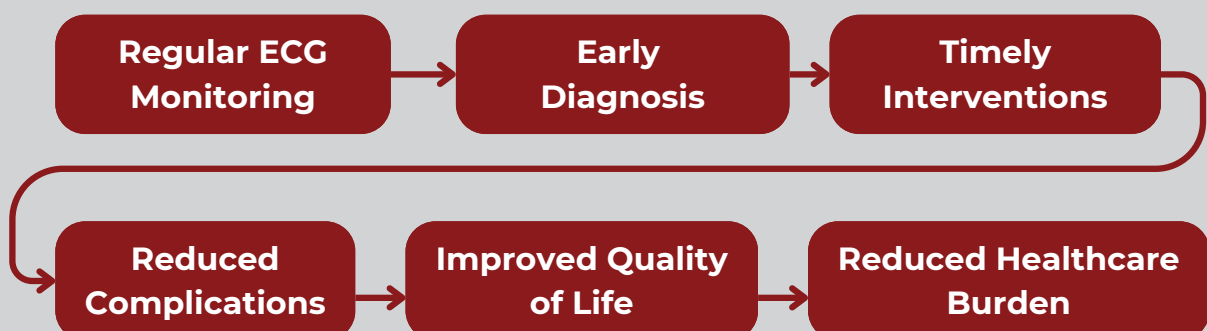 Regular ECG
Monitoring
Early
Diagnosis
Timely
Interventions
Reduced
Complications
Improved Quality
of Life
Reduced Healthcare
Burden